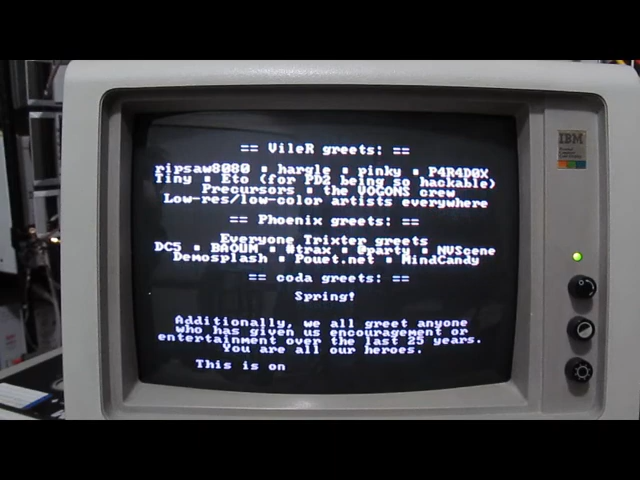 == VileR greets: ==
ripsaw8080 ▪ hargle ▪ pinky ▪ P4R4D0X
Tiny ▪ Eto (for PD2 being so hackable)
Precursors ▪ the VOGONS crew
Low-res/low-color artists everywhere
== Phoenix greets: ==
Everyone Trixter greets
DC5 ▪ BAOUM ▪ @trax ▪ @party ▪ NVScene
Demosplash ▪ Pouet.net ▪ MindCandy
== coda greets: ==
Spring!
Additionally, we all greet anyone
who has given us encouragement or
entertainment over the last 25 years.
You are all our heroes.
This is on
IBM